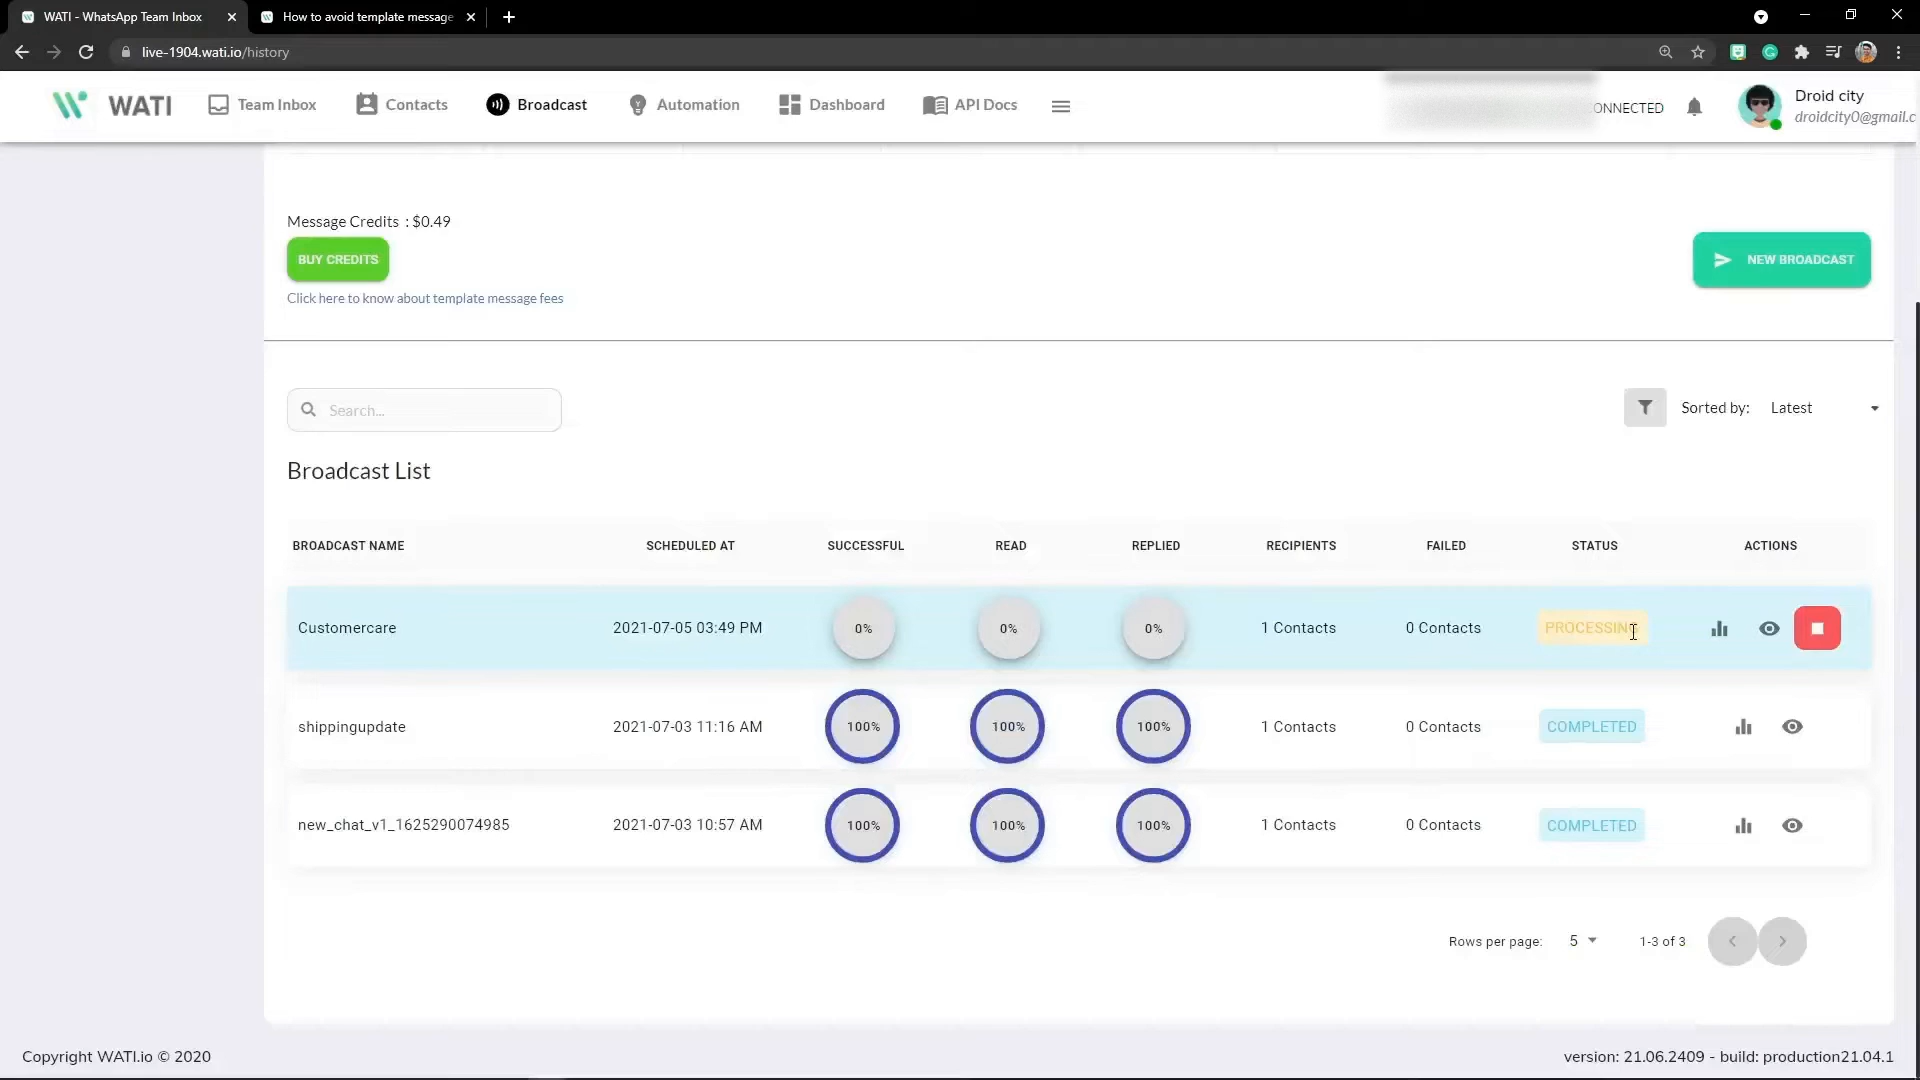 WATI - WhatsApp Team Inbox
How to avoid template message
live-1904.wati.io/history
WATI
Team Inbox
Contacts
Broadcast
Automation
Dashboard
API Docs
ONNECTED
Droid city
droidcity0@gmail.c
Message Credits : $0.49
BUY CREDITS
NEW BROADCAST
Click here to know about template message fees
Search...
Sorted by: Latest
Broadcast List
BROADCAST NAME SCHEDULED AT SUCCESSFUL READ REPLIED RECIPIENTS FAILED STATUS ACTIONS
Customercare 2021-07-05 03:49 PM 0% 0% 0% 1 Contacts 0 Contacts PROCESSING
shippingupdate 2021-07-03 11:16 AM 100% 100% 100% 1 Contacts 0 Contacts COMPLETED
new_chat_v1_1625290074985 2021-07-03 10:57 AM 100% 100% 100% 1 Contacts 0 Contacts COMPLETED
Rows per page: 5 1-3 of 3
Copyright WATI.io © 2020
version: 21.06.2409 - build: production21.04.1